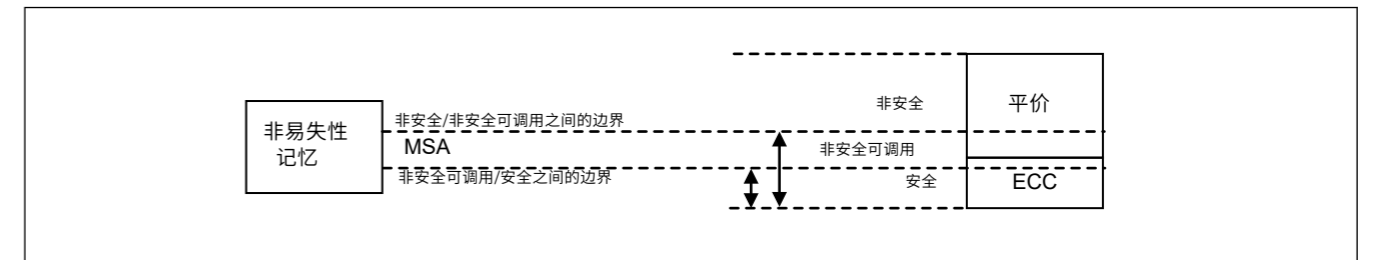 非易失性
记忆
非安全/非安全可调用之间的边界
MSA
非安全可调用/安全之间的边界
非安全
非安全可调用
安全
平价
ECC